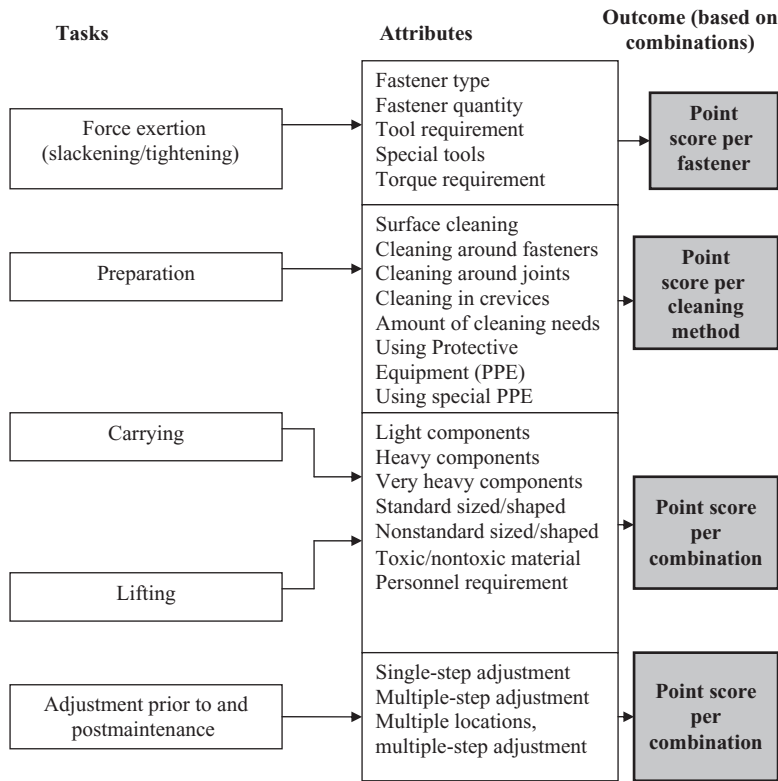 Tasks
Attributes
Outcome (based on
combinations)
Force exertion
(slackening/tightening)
Fastener type
Fastener quantity
Tool requirement
Special tools
Torque requirement
Point
score per
fastener
Preparation
Surface cleaning
Cleaning around fasteners
Cleaning around joints
Cleaning in crevices
Amount of cleaning needs
Using Protective
Equipment (PPE)
Using special PPE
Point
score per
cleaning
method
Carrying
Lifting
Light components
Heavy components
Very heavy components
Standard sized/shaped
Nonstandard sized/shaped
Toxic/nontoxic material
Personnel requirement
Point score
per
combination
Adjustment prior to and
postmaintenance
Single-step adjustment
Multiple-step adjustment
Multiple locations,
multiple-step adjustment
Point score
per
combination